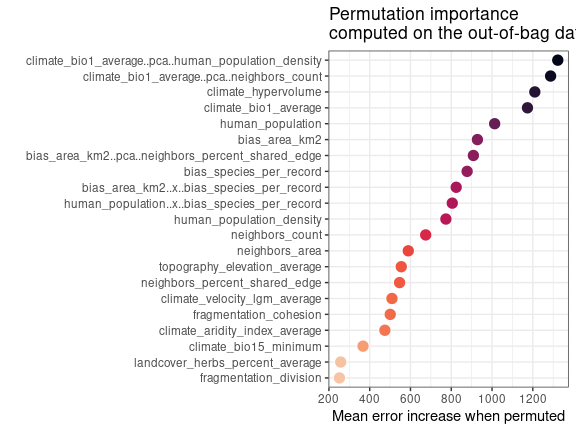 Permutation importance
computed on the out-of-bag dat
climate_bio1_average..pca..human_population_density
climate_bio1_average..pca..neighbors_count
climate_hypervolume
climate_bio1_average
human_population
bias_area_km2
bias_area_km2..pca..neighbors_percent_shared_edge
bias_species_per_record
bias_area_km2..x..bias_species_per_record
human_population..x..bias_species_per_record
human_population_density
neighbors_count
neighbors_area
topography_elevation_average
neighbors_percent_shared_edge
climate_velocity_lgm_average
fragmentation_cohesion
climate_aridity_index_average
climate_bio15_minimum
landcover_herbs_percent_average
fragmentation_division
200 400 600 800 1000 1200
Mean error increase when permuted